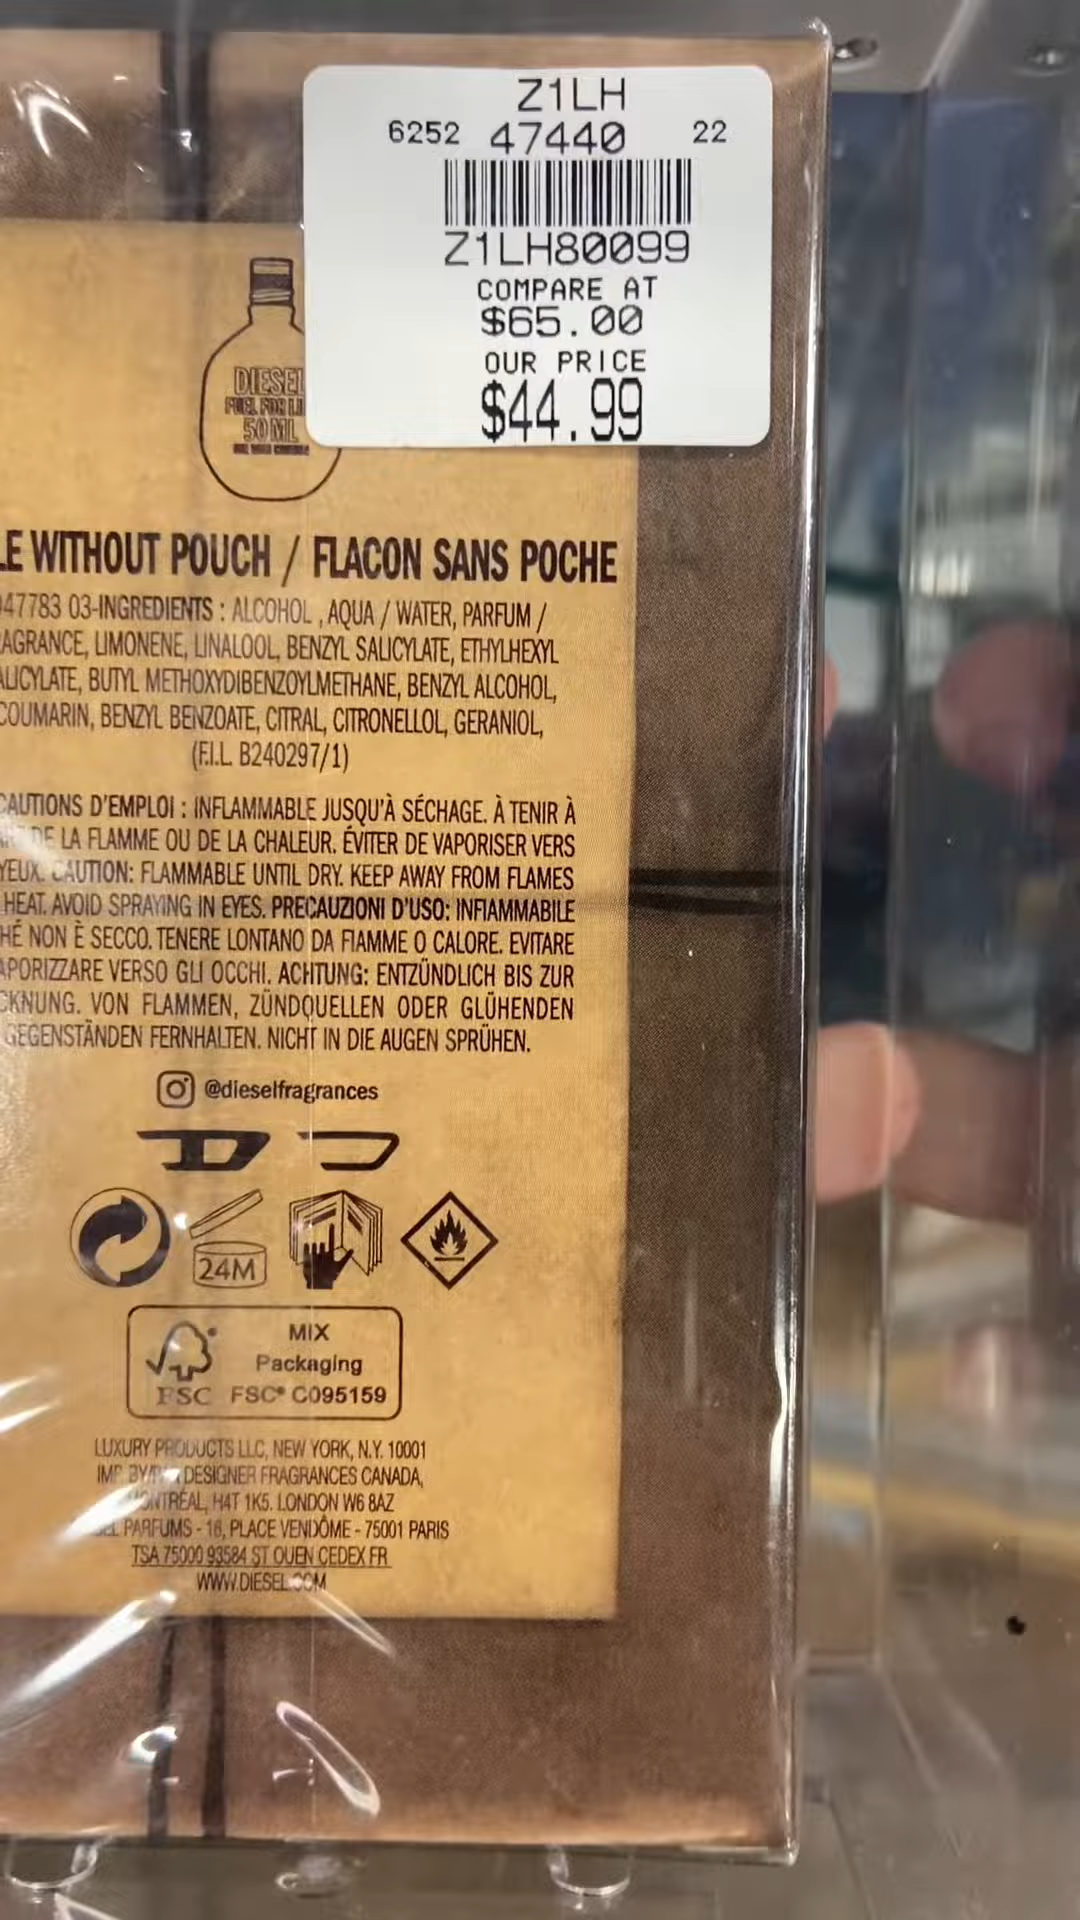 Z1LH
6252 47440 22
Z1LH80099
COMPARE AT
$65.00
OUR PRICE
$44.99
DIESEL
FUEL FOR LI
50 ML
LE WITHOUT POUCH / FLACON SANS POCHE
047783 03-INGREDIENTS : ALCOHOL , AQUA / WATER, PARFUM /
AGRANCE, LIMONENE, LINALOOL, BENZYL SALICYLATE, ETHYLHEXYL
ALICYLATE, BUTYL METHOXYDIBENZOYLMETHANE, BENZYL ALCOHOL,
COUMARIN, BENZYL BENZOATE, CITRAL, CITRONELLOL, GERANIOL,
(F.I.L. B240297/1)
CAUTIONS D'EMPLOI : INFLAMMABLE JUSQU'À SÉCHAGE. À TENIR À
DE LA FLAMME OU DE LA CHALEUR. ÉVITER DE VAPORISER VERS
YEUX. CAUTION: FLAMMABLE UNTIL DRY. KEEP AWAY FROM FLAMES
HEAT. AVOID SPRAYING IN EYES. PRECAUZIONI D'USO: INFIAMMABILE
HÉ NON È SECCO. TENERE LONTANO DA FIAMME O CALORE. EVITARE
APORIZZARE VERSO GLI OCCHI. ACHTUNG: ENTZÜNDLICH BIS ZUR
CKNUNG. VON FLAMMEN, ZÜNDQUELLEN ODER GLÜHENDEN
GEGENSTÄNDEN FERNHALTEN. NICHT IN DIE AUGEN SPRÜHEN.
@dieselfragrances
D
24M
MIX
Packaging
FSC FSC® C095159
LUXURY PRODUCTS LLC, NEW YORK, N.Y. 10001
IMP. DESIGNER FRAGRANCES CANADA,
MONTRÉAL, H4T 1K5. LONDON W6 8AZ
PARFUMS - 16, PLACE VENDÔME - 75001 PARIS
TSA 75000 93584 ST OUEN CEDEX FR
WWW.DIESEL.COM